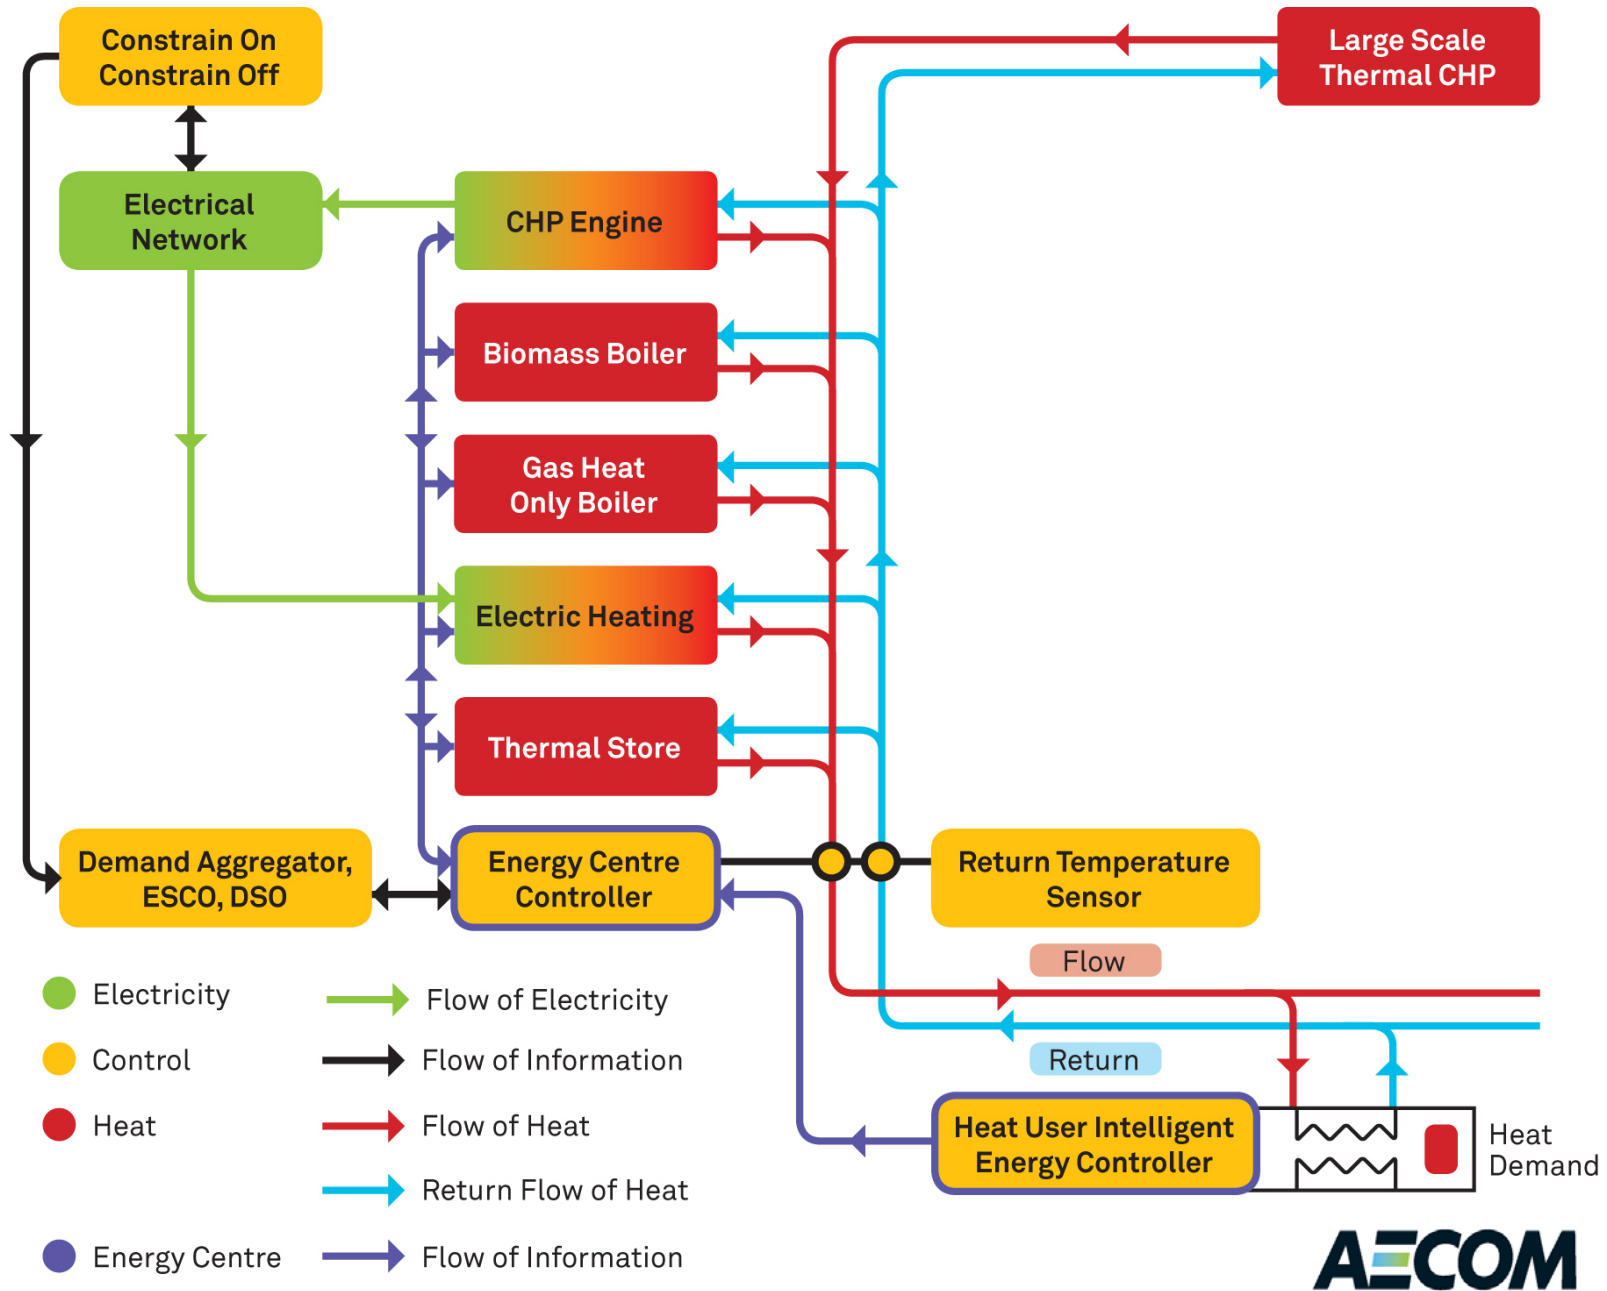 Constrain On
Constrain Off
Large Scale
Thermal CHP
Electrical
Network
CHP Engine
Biomass Boiler
Gas Heat
Only Boiler
Electric Heating
Thermal Store
Demand Aggregator,
ESCO, DSO
Energy Centre
Controller
Return Temperature
Sensor
Flow
Return
Heat User Intelligent
Energy Controller
Heat
Demand
Electricity
Flow of Electricity
Control
Flow of Information
Heat
Flow of Heat
Return Flow of Heat
Energy Centre
Flow of Information
AECOM